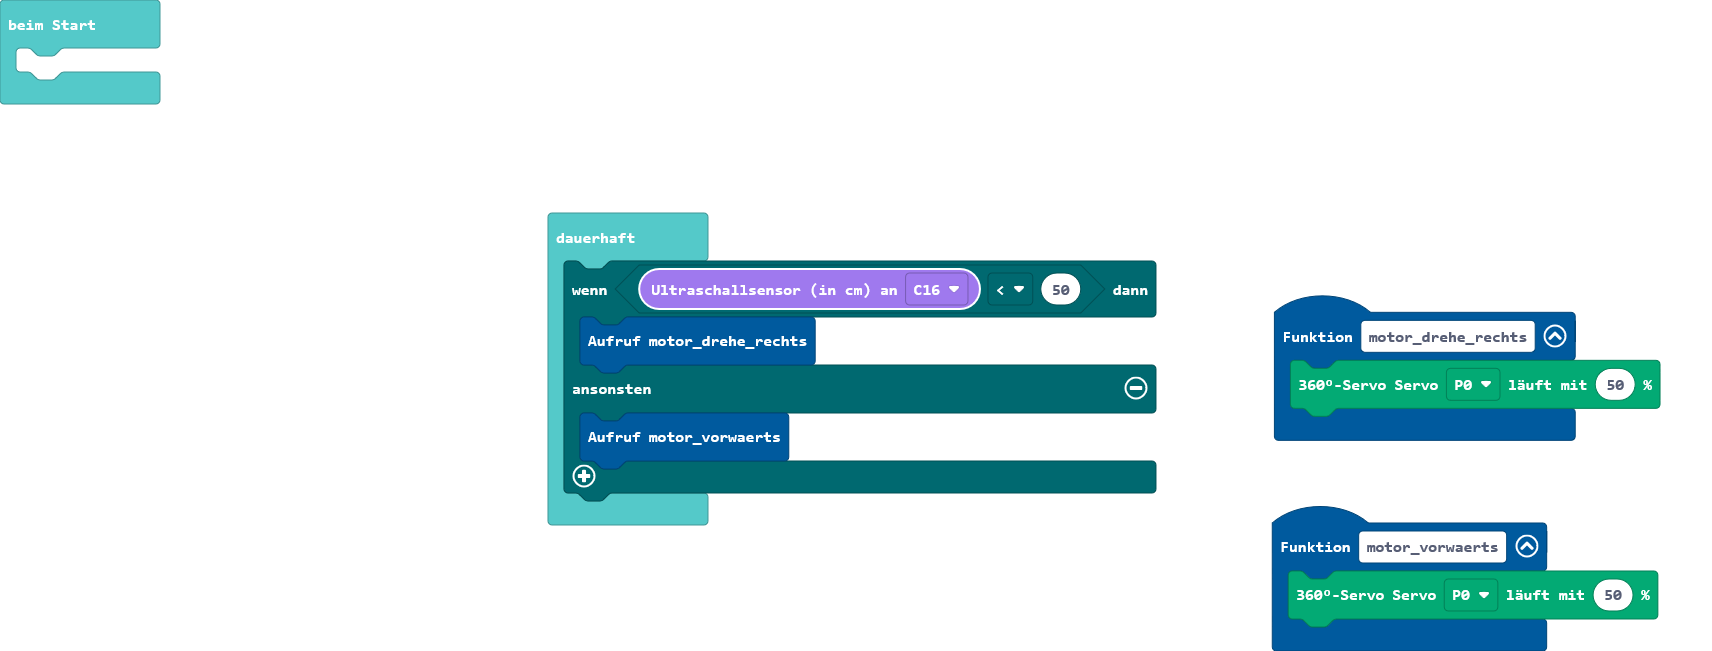 beim Start
dauerhaft
wenn Ultraschallsensor (in cm) an C16 < 50 dann
Aufruf motor_drehe_rechts
ansonsten
Aufruf motor_vorwaerts
Funktion motor_drehe_rechts
360°-Servo Servo P0 läuft mit 50 %
Funktion motor_vorwaerts
360°-Servo Servo P0 läuft mit 50 %